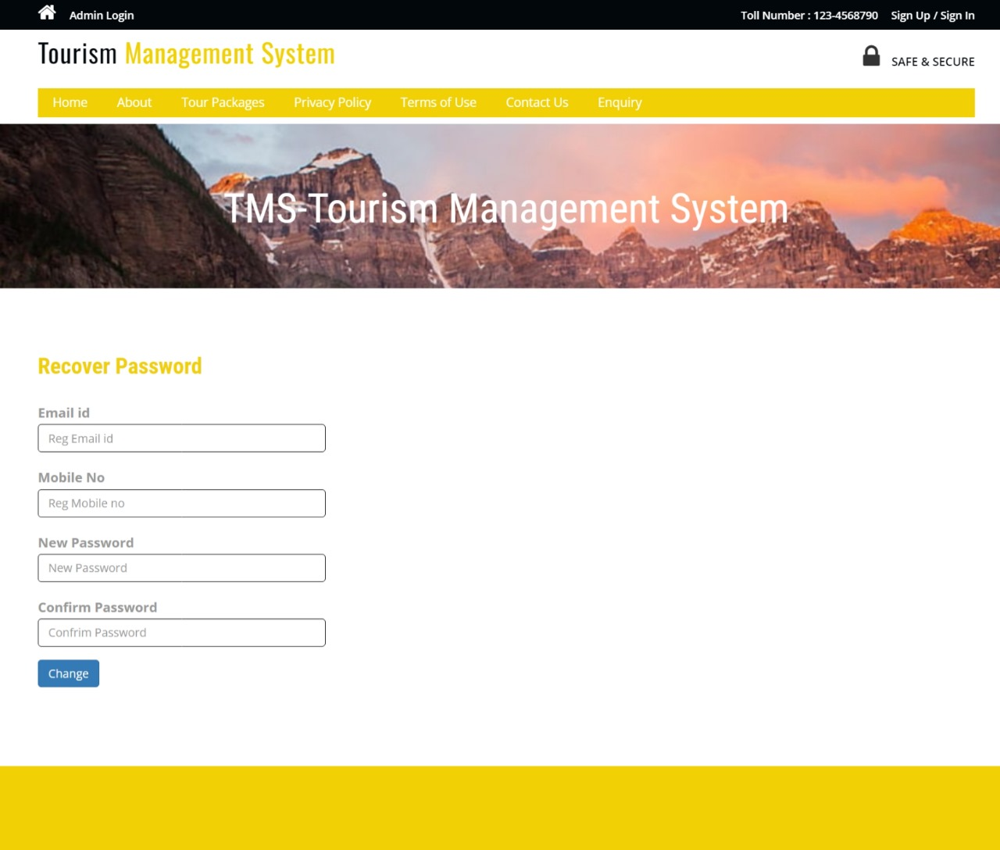 Admin Login
Toll Number : 123-4568790 Sign Up / Sign In
Tourism Management System
SAFE & SECURE
Home About Tour Packages Privacy Policy Terms of Use Contact Us Enquiry
TMS-Tourism Management System
Recover Password
Email id
Reg Email id
Mobile No
Reg Mobile no
New Password
New Password
Confirm Password
Confrim Password
Change